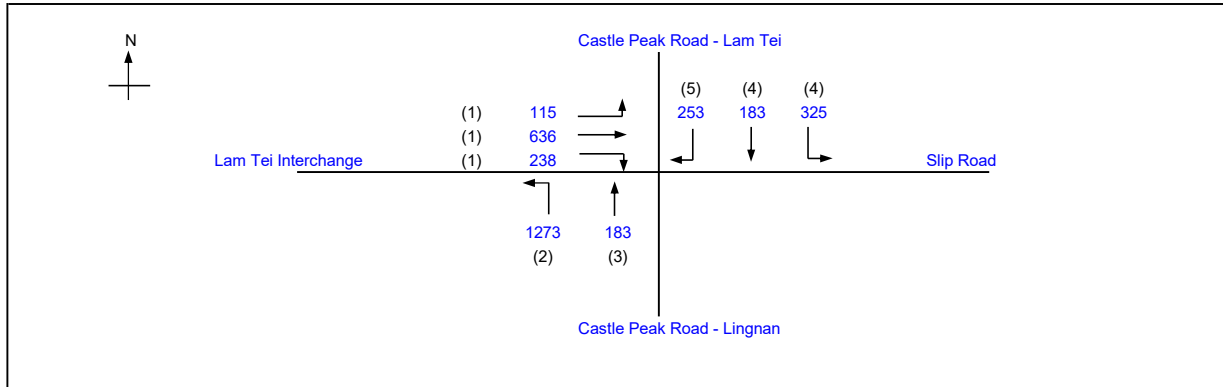 N
Castle Peak Road - Lam Tei
(5) (4) (4)
(1) 115 253 183 325
(1) 636
Lam Tei Interchange (1) 238 Slip Road
1273 183
(2) (3)
Castle Peak Road - Lingnan